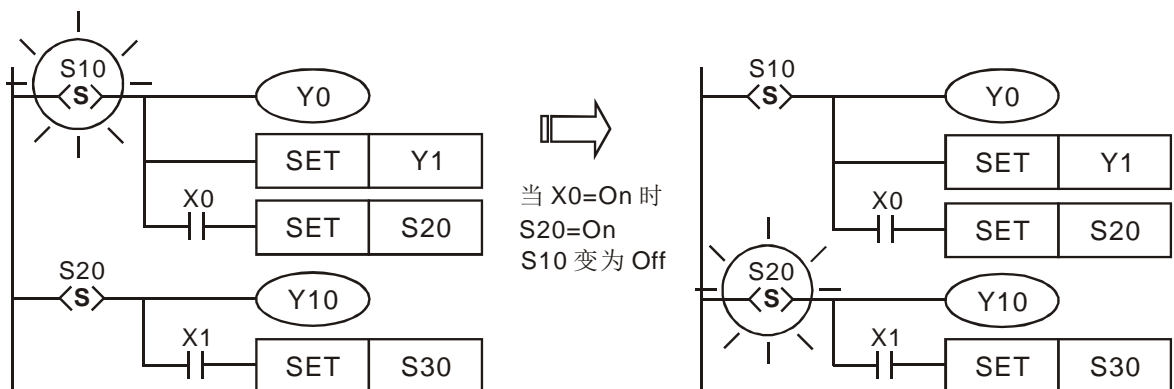 S10
S
Y0
SET Y1
X0
SET S20
S20
S
Y10
X1
SET S30
当 X0=On 时
S20=On
S10 变为 Off
S10
S
Y0
SET Y1
X0
SET S20
S20
S
Y10
X1
SET S30